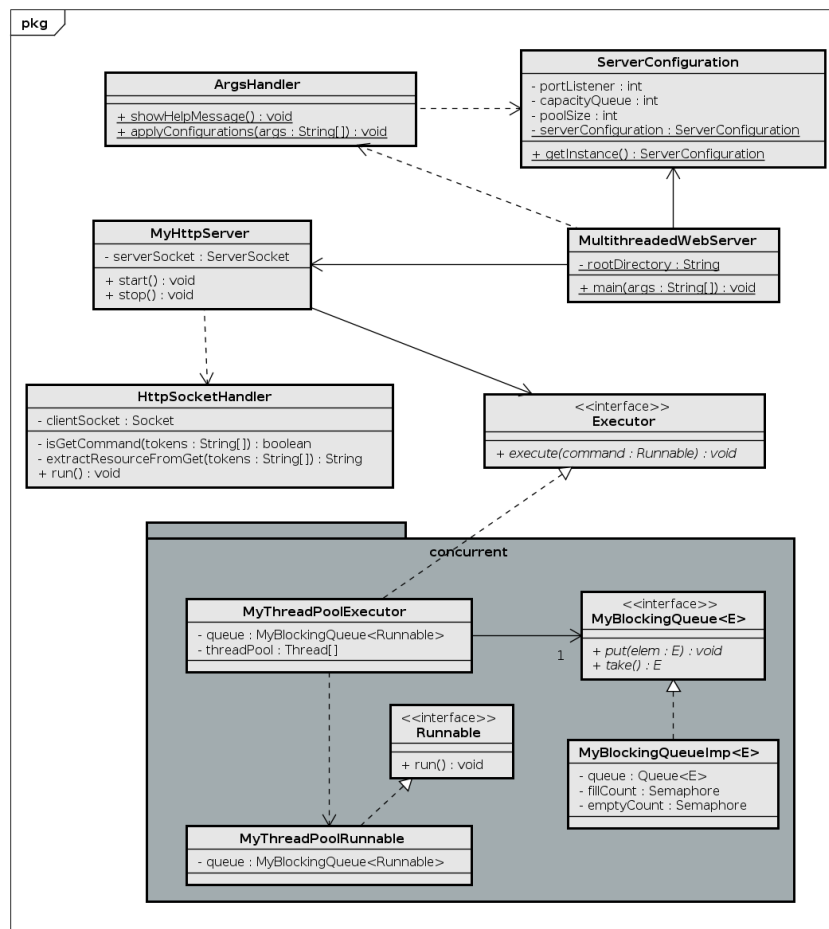 pkg
ArgsHandler
+ showHelpMessage() : void
+ applyConfigurations(args : String[]) : void
ServerConfiguration
- portListener : int
- capacityQueue : int
- poolSize : int
- serverConfiguration : ServerConfiguration
+ getInstance() : ServerConfiguration
MyHttpServer
- serverSocket : ServerSocket
+ start() : void
+ stop() : void
MultithreadedWebServer
- rootDirectory : String
+ main(args : String[]) : void
HttpSocketHandler
- clientSocket : Socket
- isGetCommand(tokens : String[]) : boolean
- extractResourceFromGet(tokens : String[]) : String
+ run() : void
<<interface>>
Executor
+ execute(command : Runnable) : void
concurrent
MyThreadPoolExecutor
- queue : MyBlockingQueue<Runnable>
- threadPool : Thread[]
<<interface>>
MyBlockingQueue<E>
+ put(elem : E) : void
+ take() : E
1
<<interface>>
Runnable
+ run() : void
MyBlockingQueueImp<E>
- queue : Queue<E>
- fillCount : Semaphore
- emptyCount : Semaphore
MyThreadPoolRunnable
- queue : MyBlockingQueue<Runnable>